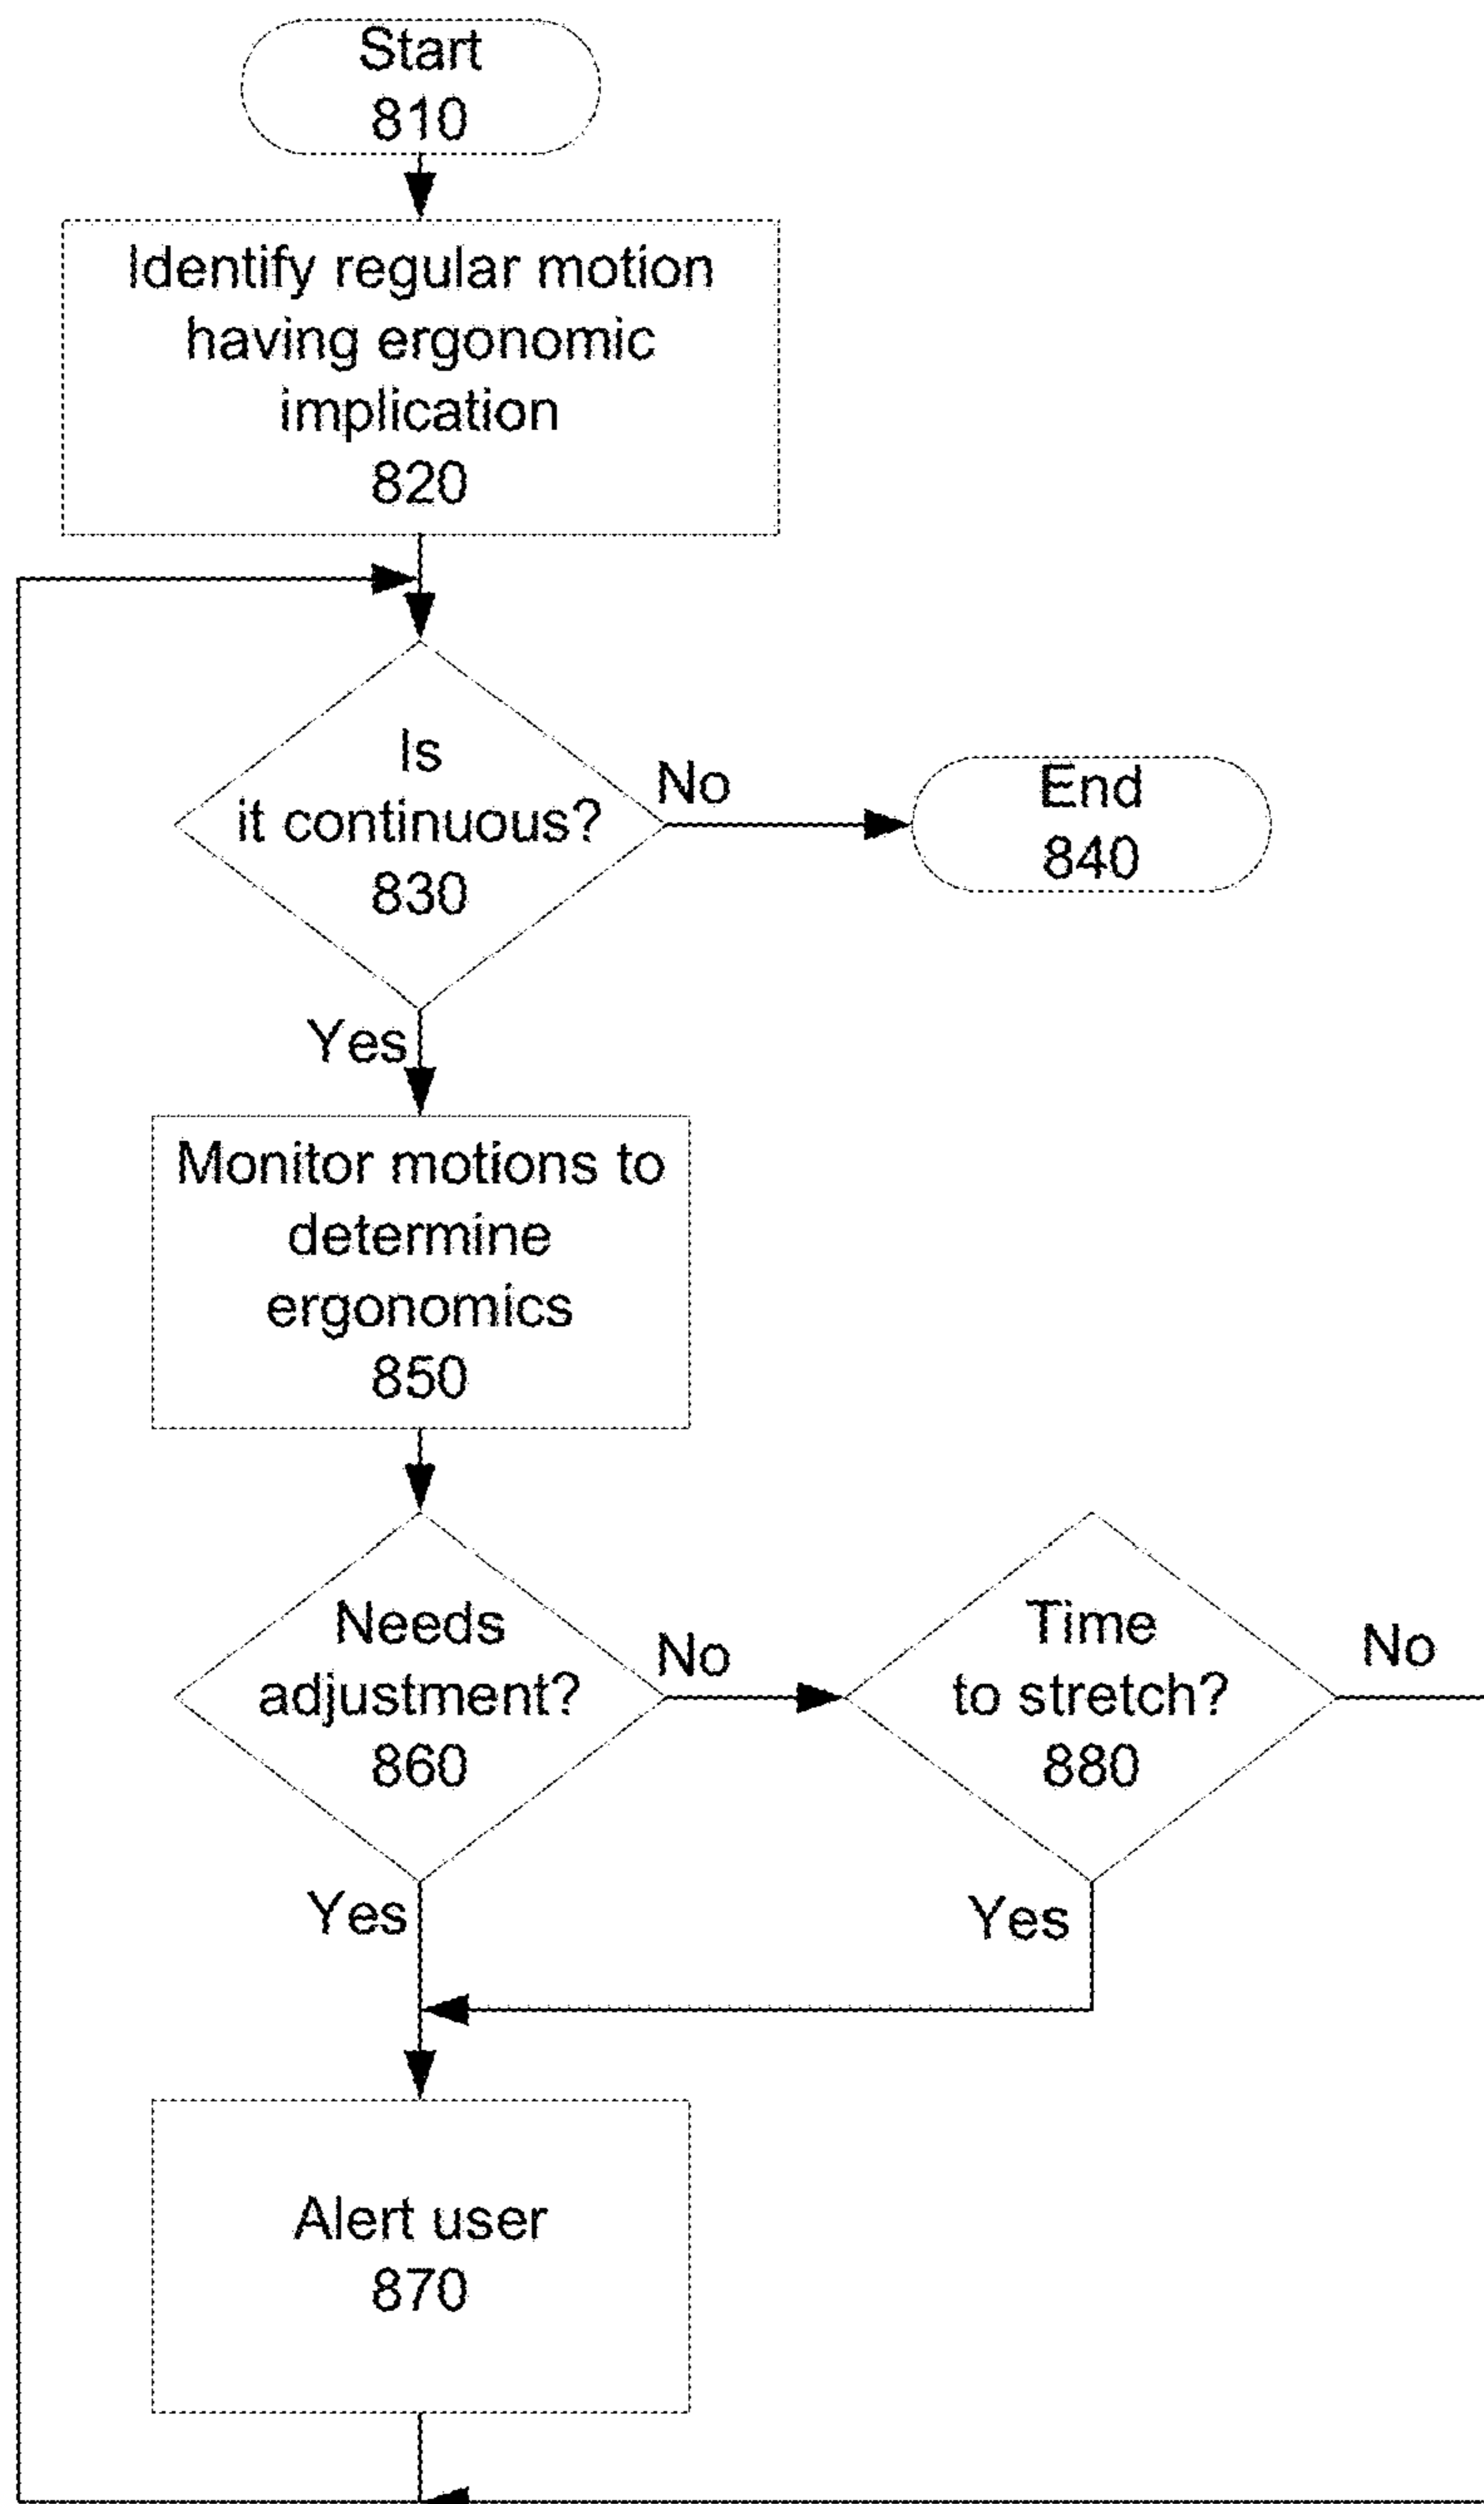 Start
810
Identify regular motion
having ergonomic
implication
820
Is
it continuous?
830
No
End
840
Yes
Monitor motions to
determine
ergonomics
850
Needs
adjustment?
860
No
Time
to stretch?
880
No
Yes
Yes
Alert user
870